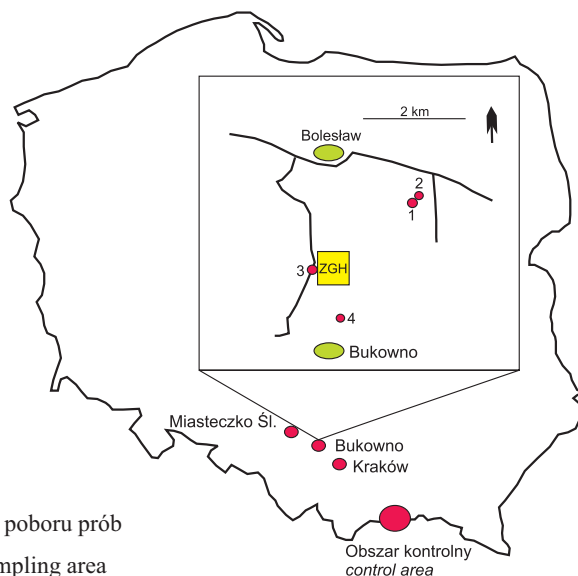 2 km
Bolesław
2
1
3
ZGH
4
Bukowno
Miasteczko Śl.
Bukowno
Kraków
poboru prób
mpling area
Obszar kontrolny
control area